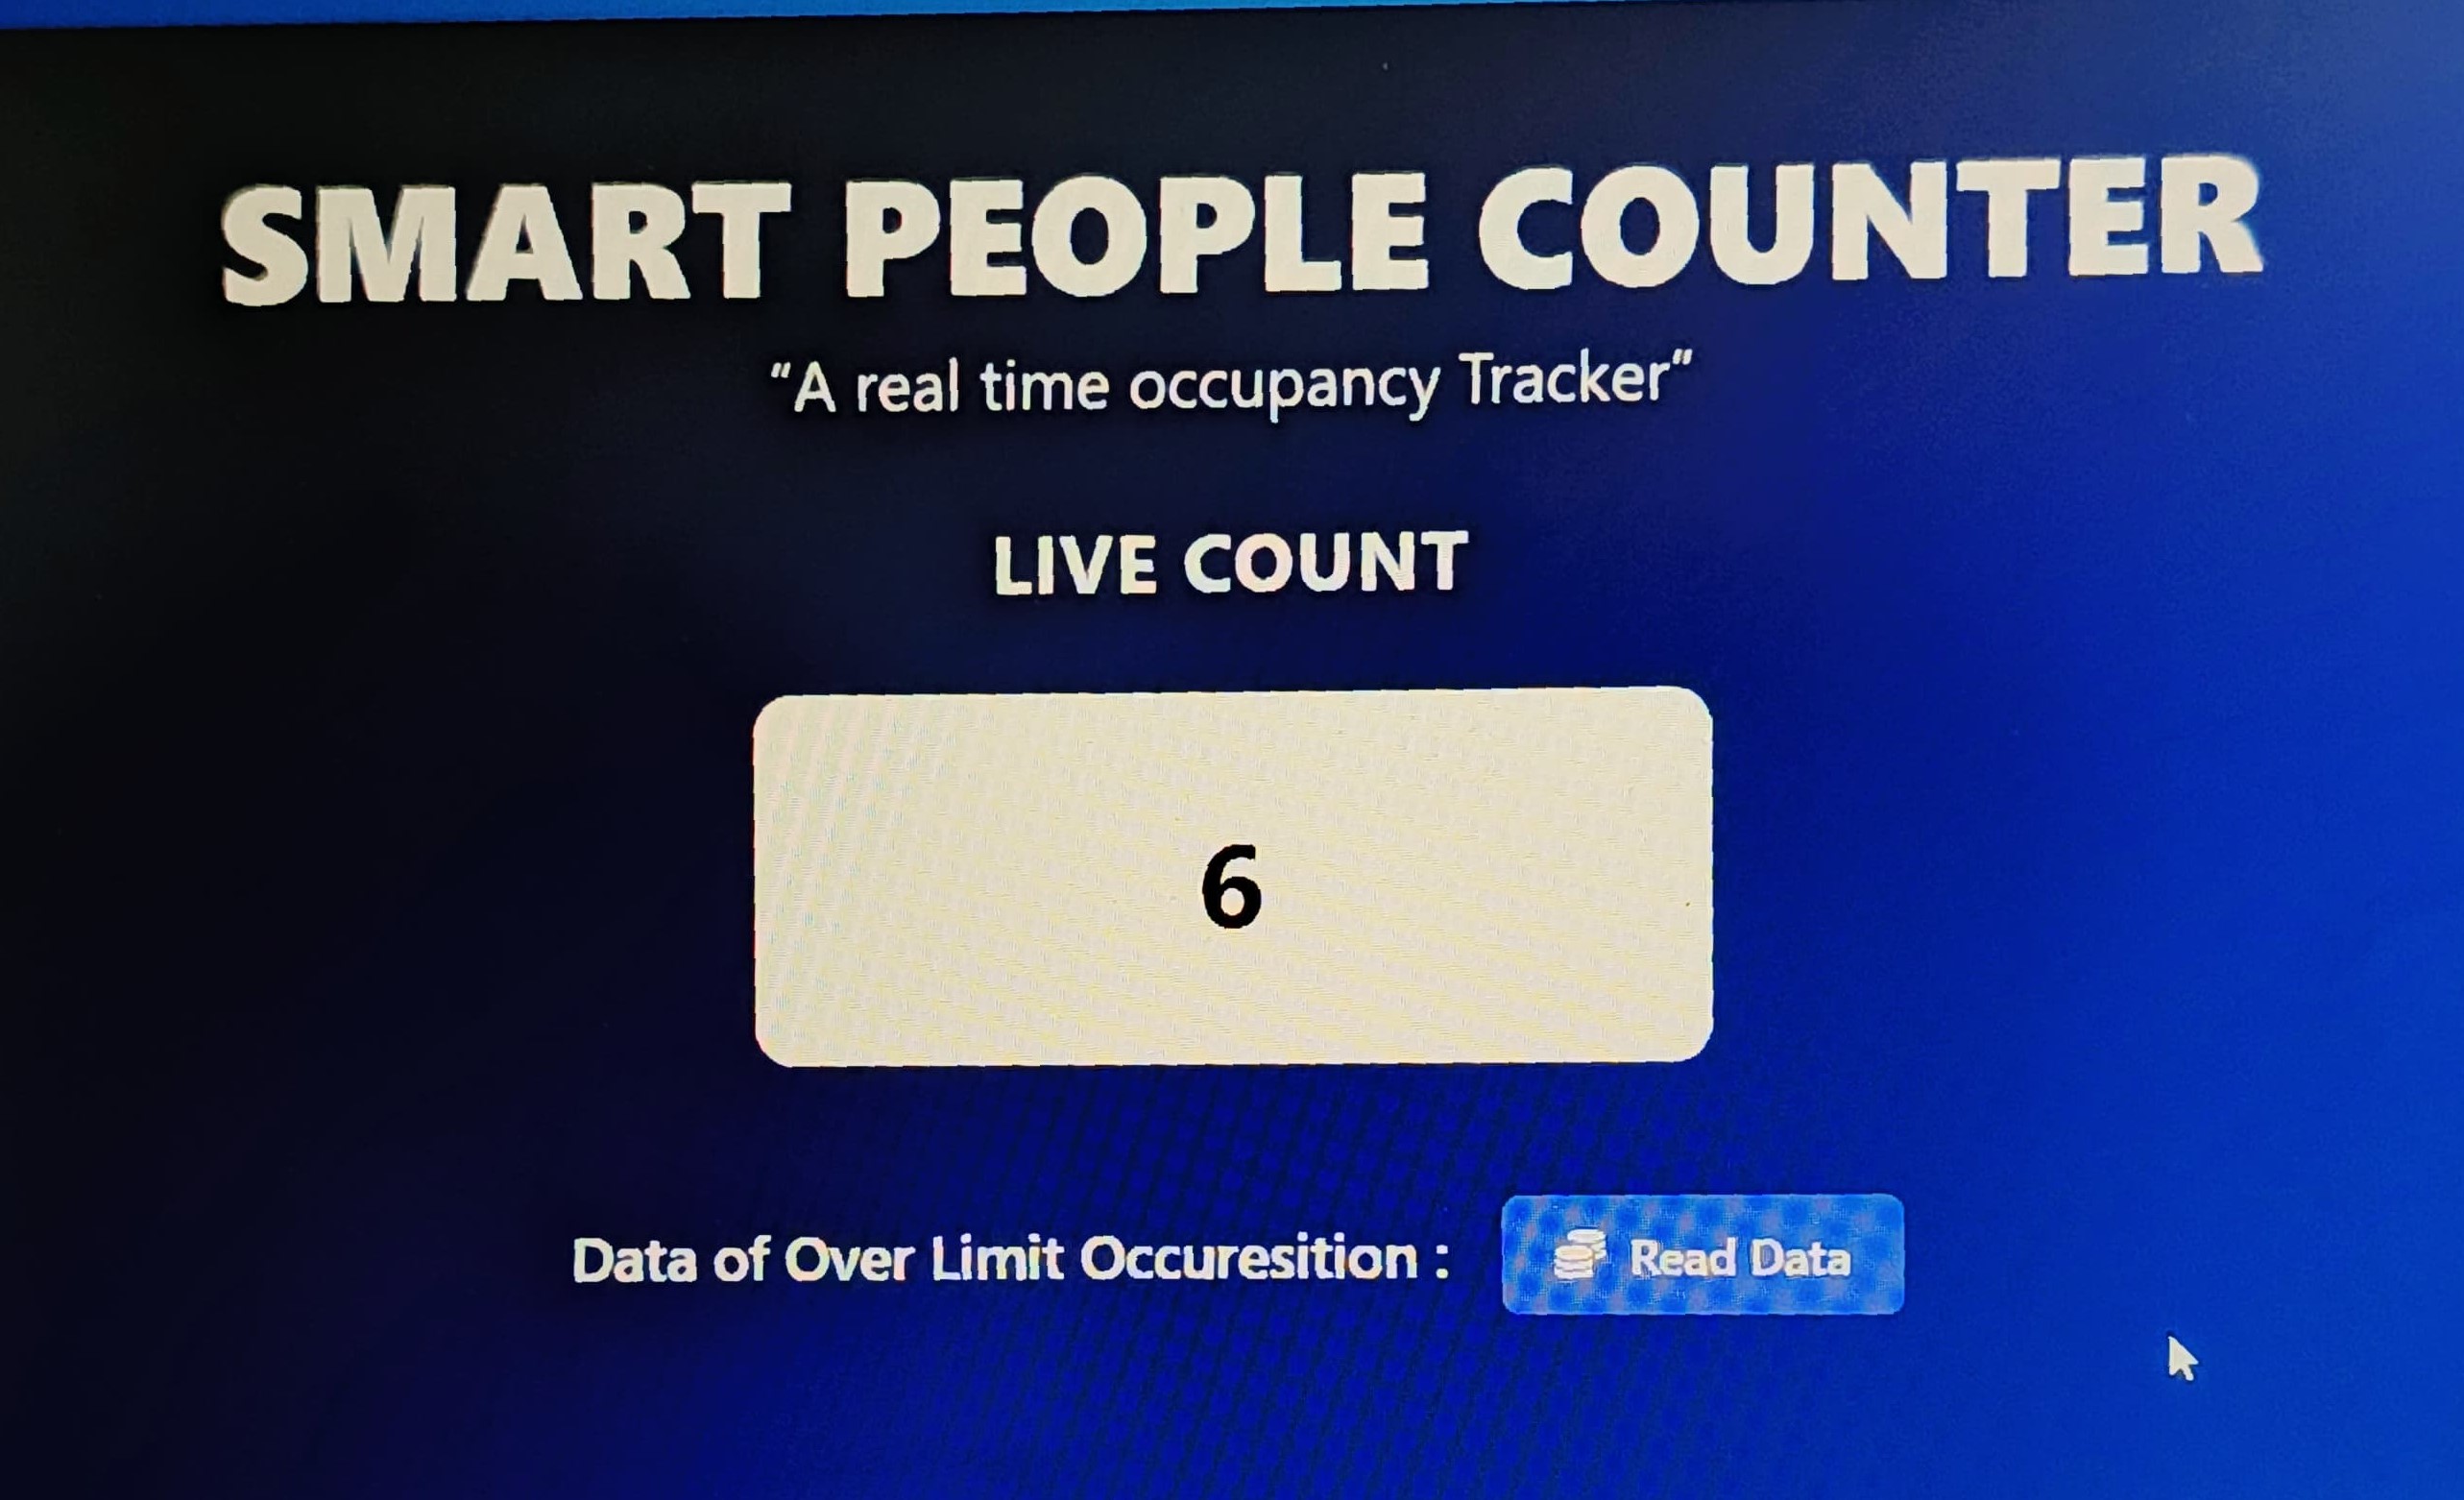 SMART PEOPLE COUNTER
“A real time occupancy Tracker“
LIVE COUNT
6
Data of Over Limit Occuresition : Read Data